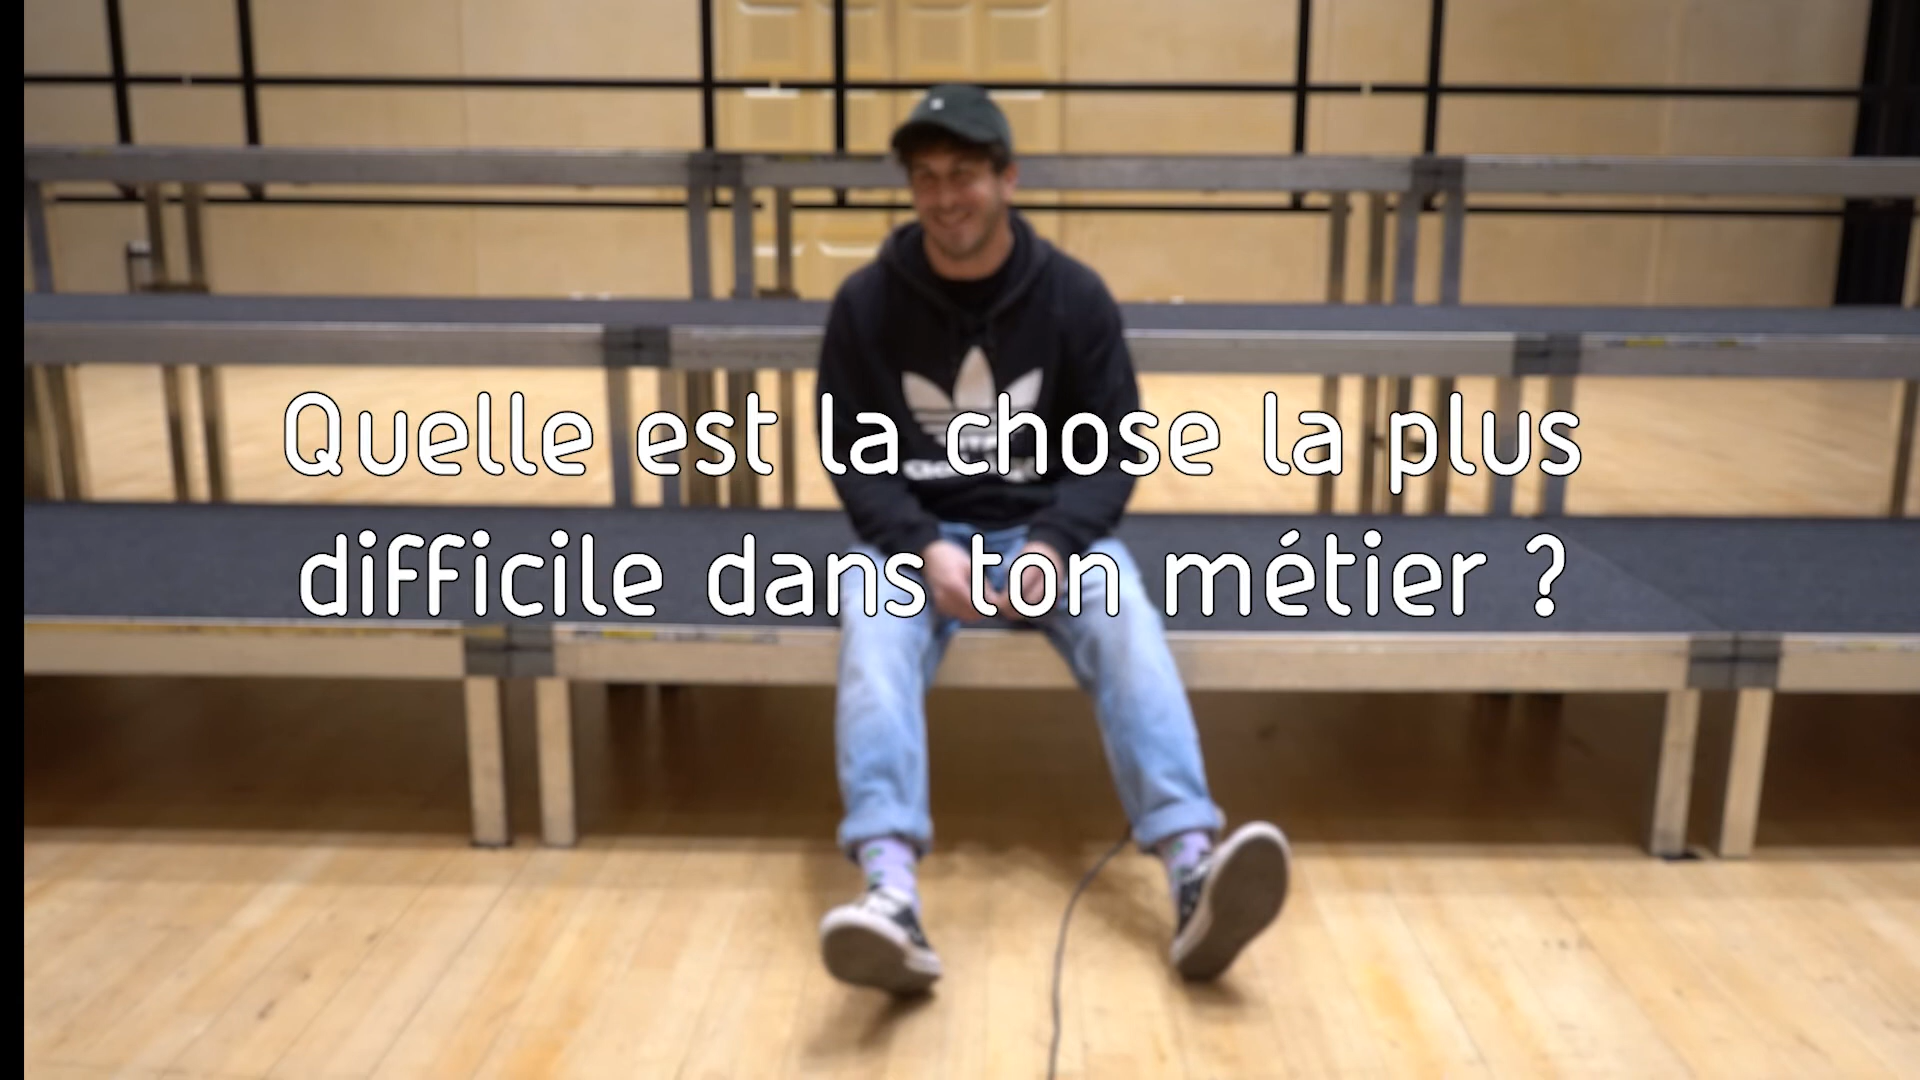 Quelle est la chose la plus
difficile dans ton métier ?